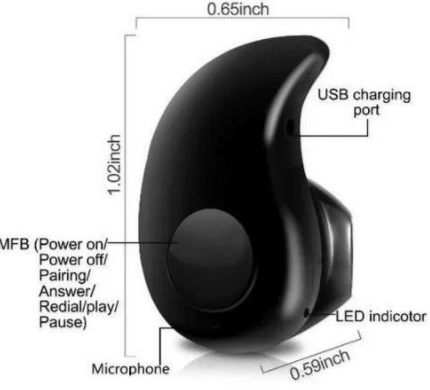 0.65inch
USB charging
port
1.02inch
MFB (Power on/
Power off/
Pairing/
Answer/
Redial/play/
Pause)
LED indicotor
Microphone
0.59inch